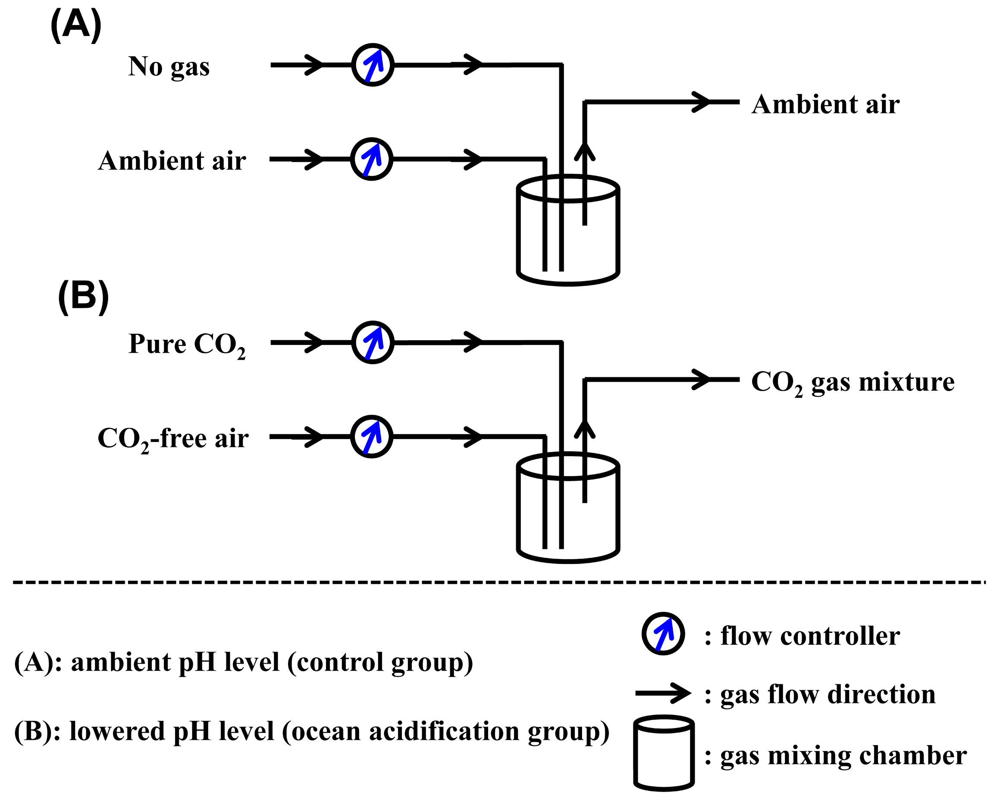 (A)
No gas
Ambient air
Ambient air
(B)
Pure CO₂
CO₂ gas mixture
CO₂-free air
: flow controller
(A): ambient pH level (control group)
: gas flow direction
(B): lowered pH level (ocean acidification group)
: gas mixing chamber